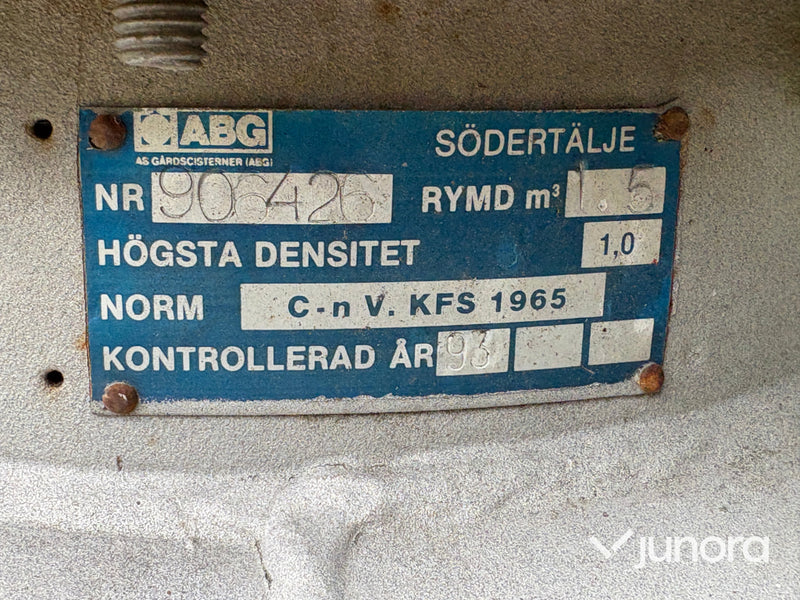 ABG SÖDERTÄLJE
AS GÅRDSCISTERNER (ABG)
NR 906426 RYMD m³ 1.5
HÖGSTA DENSITET 1,0
NORM C-n V. KFS 1965
KONTROLLERAD ÅR 93
junora